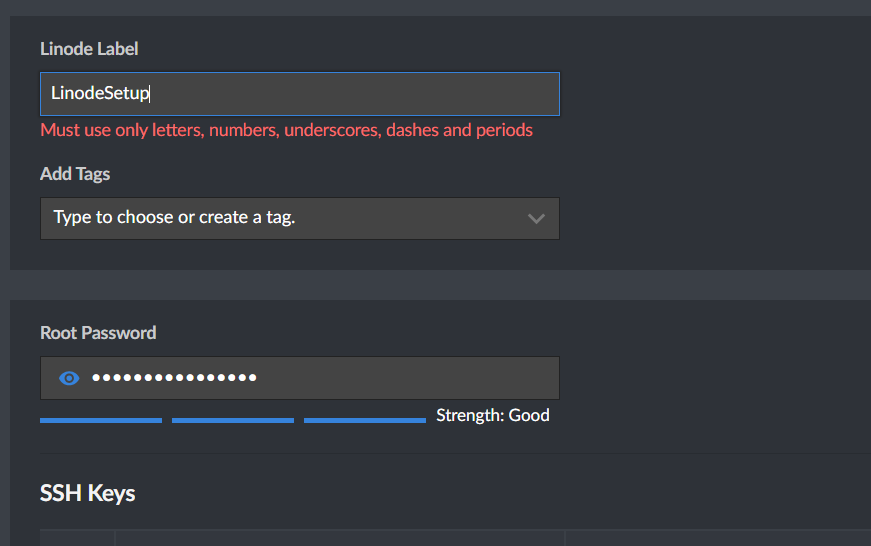 Linode Label
LinodeSetup
Must use only letters, numbers, underscores, dashes and periods
Add Tags
Type to choose or create a tag.
Root Password
••••••••••••••••
Strength: Good
SSH Keys